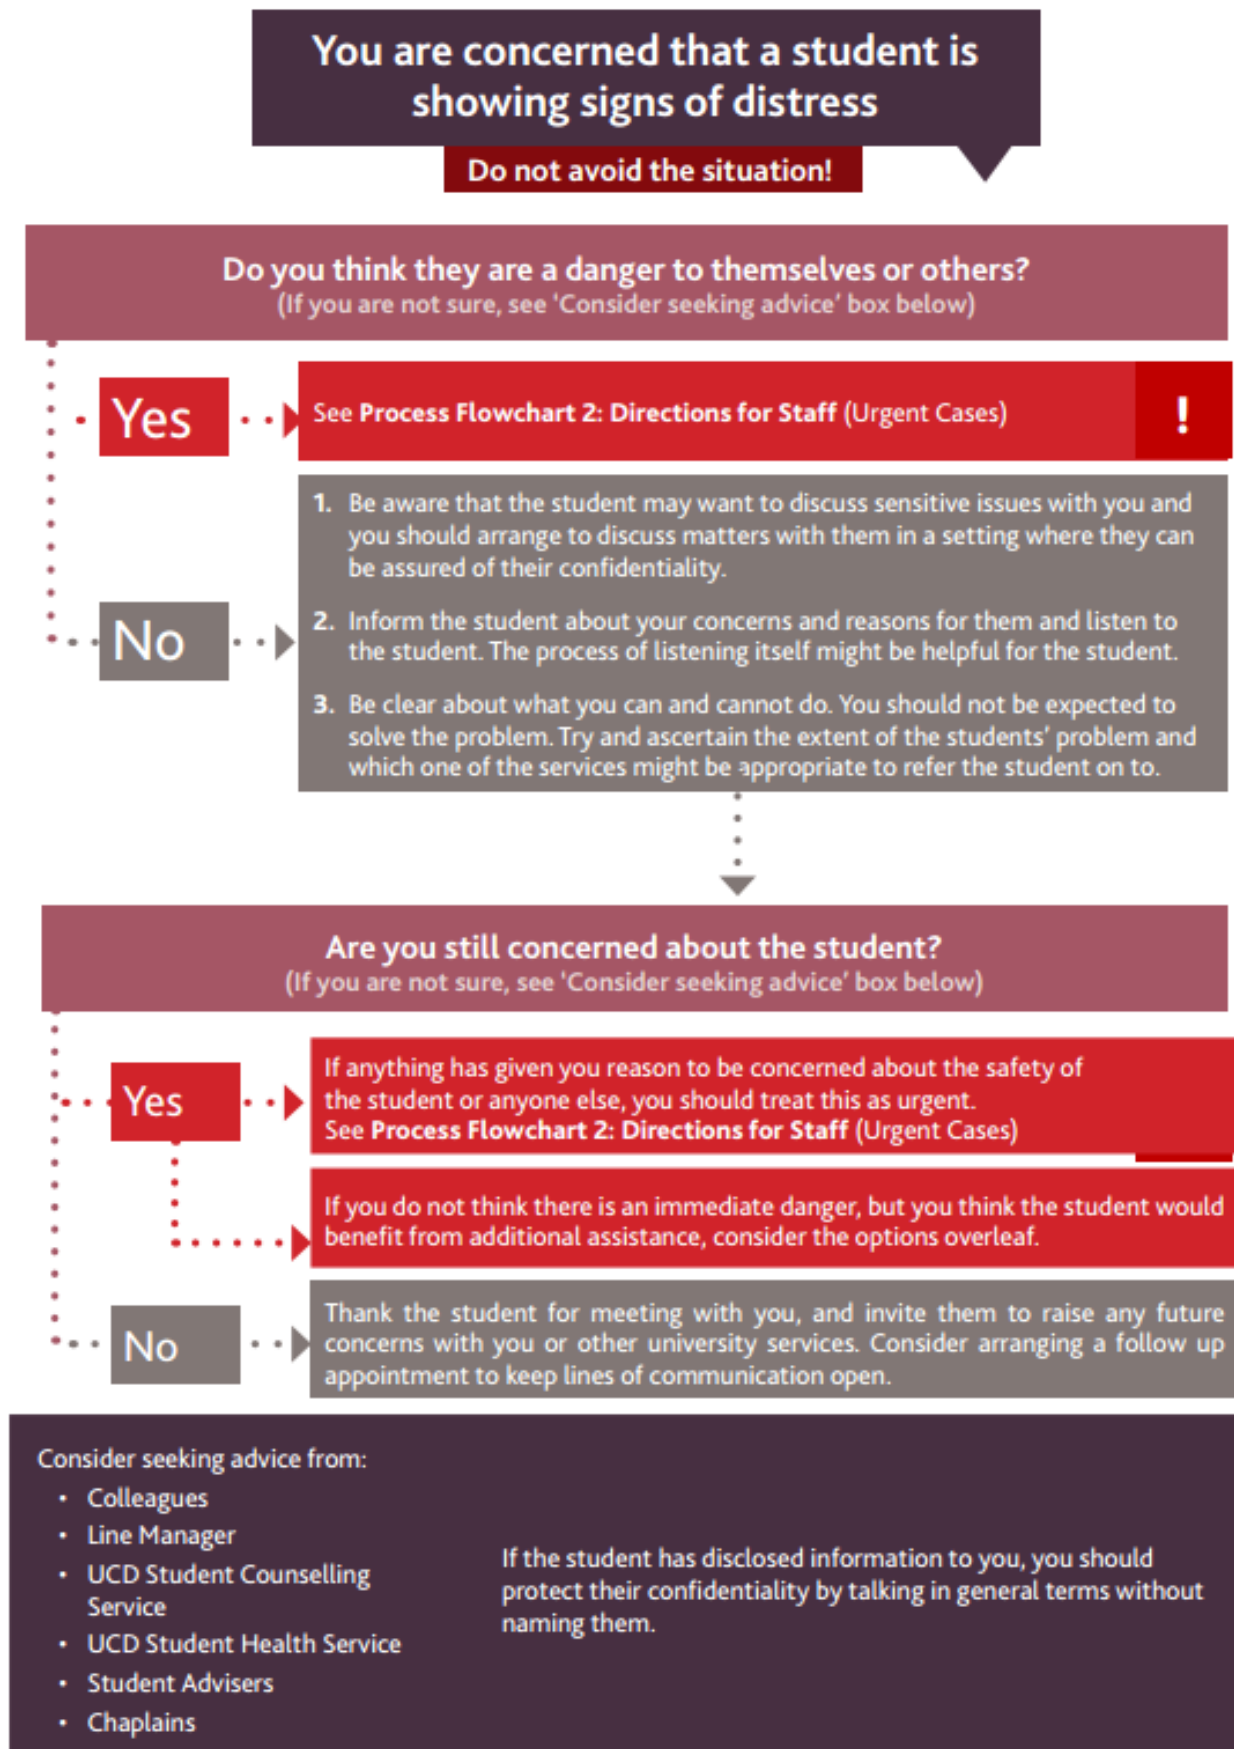 You are concerned that a student is
showing signs of distress
Do not avoid the situation!
Do you think they are a danger to themselves or others?
(If you are not sure, see ‘Consider seeking advice’ box below)
Yes
See Process Flowchart 2: Directions for Staff (Urgent Cases)
!
No
1. Be aware that the student may want to discuss sensitive issues with you and
you should arrange to discuss matters with them in a setting where they can
be assured of their confidentiality.
2. Inform the student about your concerns and reasons for them and listen to
the student. The process of listening itself might be helpful for the student.
3. Be clear about what you can and cannot do. You should not be expected to
solve the problem. Try and ascertain the extent of the students’ problem and
which one of the services might be appropriate to refer the student on to.
Are you still concerned about the student?
(If you are not sure, see ‘Consider seeking advice’ box below)
Yes
If anything has given you reason to be concerned about the safety of
the student or anyone else, you should treat this as urgent.
See Process Flowchart 2: Directions for Staff (Urgent Cases)
If you do not think there is an immediate danger, but you think the student would
benefit from additional assistance, consider the options overleaf.
No
Thank the student for meeting with you, and invite them to raise any future
concerns with you or other university services. Consider arranging a follow up
appointment to keep lines of communication open.
Consider seeking advice from:
• Colleagues
• Line Manager
• UCD Student Counselling
Service
• UCD Student Health Service
• Student Advisers
• Chaplains
If the student has disclosed information to you, you should
protect their confidentiality by talking in general terms without
naming them.